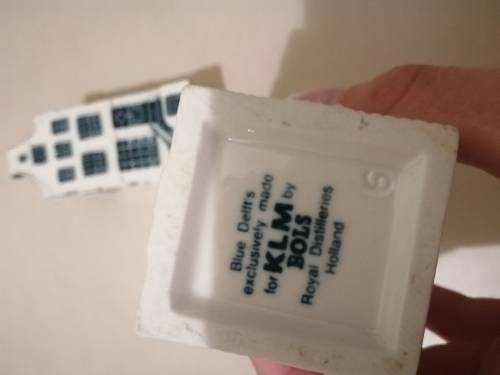 Blue Delft's
exclusively made
for KLM by
BOLS
Royal Distilleries
Holland